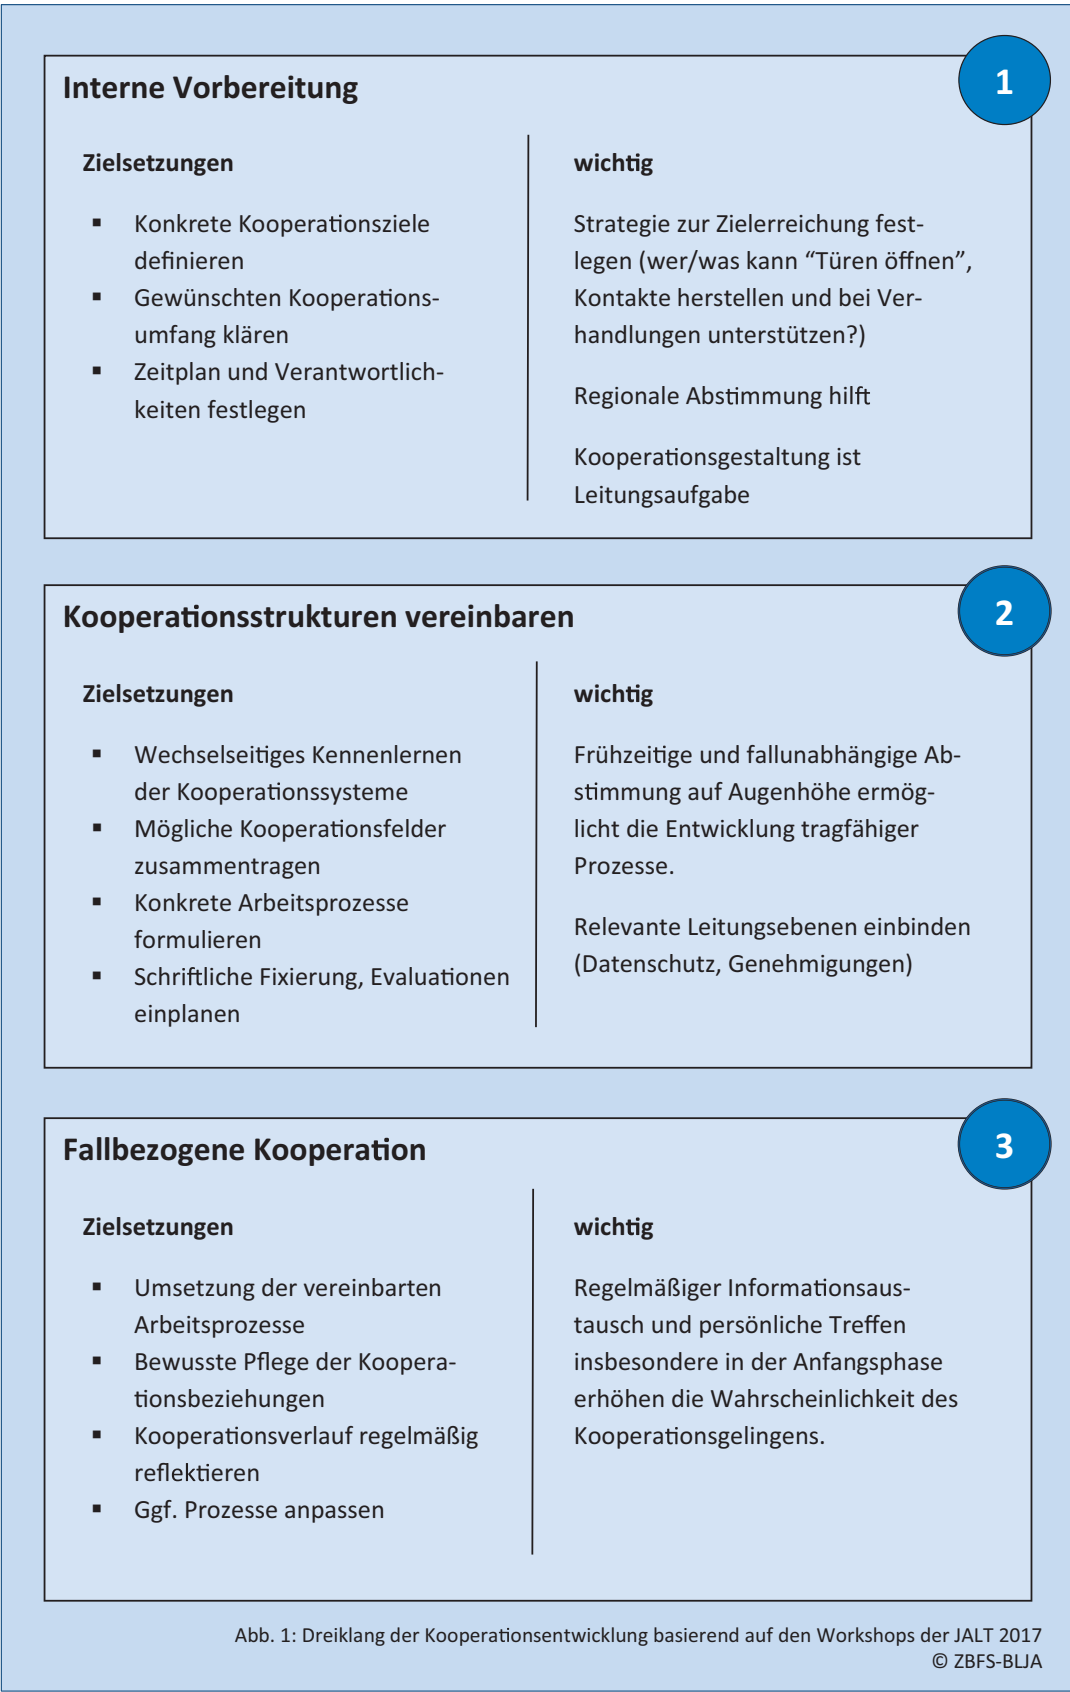 1
Interne Vorbereitung
Zielsetzungen
▪ Konkrete Kooperationsziele
definieren
▪ Gewünschten Kooperations-
umfang klären
▪ Zeitplan und Verantwortlich-
keiten festlegen
wichtig
Strategie zur Zielerreichung fest-
legen (wer/was kann “Türen öffnen”,
Kontakte herstellen und bei Ver-
handlungen unterstützen?)
Regionale Abstimmung hilft
Kooperationsgestaltung ist
Leitungsaufgabe
2
Kooperationsstrukturen vereinbaren
Zielsetzungen
▪ Wechselseitiges Kennenlernen
der Kooperationssysteme
▪ Mögliche Kooperationsfelder
zusammentragen
▪ Konkrete Arbeitsprozesse
formulieren
▪ Schriftliche Fixierung, Evaluationen
einplanen
wichtig
Frühzeitige und fallunabhängige Ab-
stimmung auf Augenhöhe ermög-
licht die Entwicklung tragfähiger
Prozesse.
Relevante Leitungsebenen einbinden
(Datenschutz, Genehmigungen)
3
Fallbezogene Kooperation
Zielsetzungen
▪ Umsetzung der vereinbarten
Arbeitsprozesse
▪ Bewusste Pflege der Koopera-
tionsbeziehungen
▪ Kooperationsverlauf regelmäßig
reflektieren
▪ Ggf. Prozesse anpassen
wichtig
Regelmäßiger Informationsaus-
tausch und persönliche Treffen
insbesondere in der Anfangsphase
erhöhen die Wahrscheinlichkeit des
Kooperationsgelingens.
Abb. 1: Dreiklang der Kooperationsentwicklung basierend auf den Workshops der JALT 2017
© ZBFS-BLJA